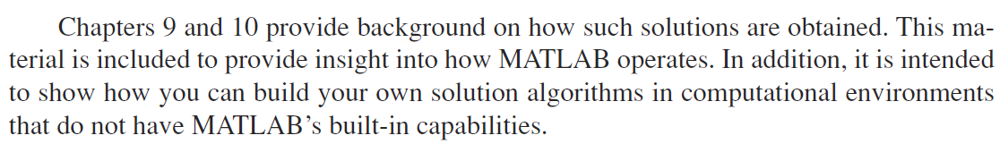 Chapters 9 and 10 provide background on how such solutions are obtained. This ma-
terial is included to provide insight into how MATLAB operates. In addition, it is intended
to show how you can build your own solution algorithms in computational environments
that do not have MATLAB’s built-in capabilities.